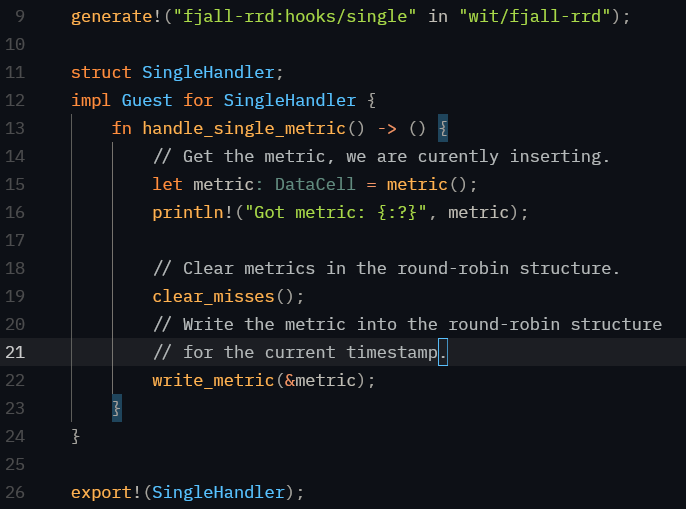 9 generate!("fjall-rrd:hooks/single" in "wit/fjall-rrd");
10
11 struct SingleHandler;
12 impl Guest for SingleHandler {
13 fn handle_single_metric() -> () {
14 // Get the metric, we are curently inserting.
15 let metric: DataCell = metric();
16 println!("Got metric: {:?}", metric);
17
18 // Clear metrics in the round-robin structure.
19 clear_misses();
20 // Write the metric into the round-robin structure
21 // for the current timestamp.
22 write_metric(&metric);
23 }
24 }
25
26 export!(SingleHandler);